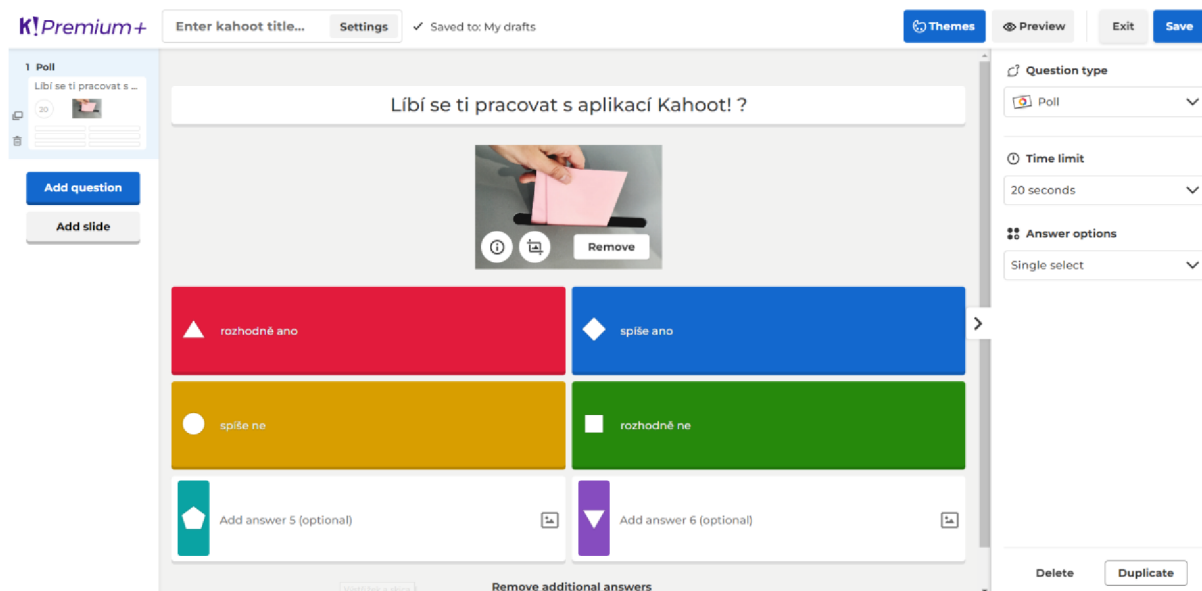 K! Premium+
Enter kahoot title...
Settings
Saved to: My drafts
Themes
Preview
Exit
Save
1 Poll
Líbí se ti pracovat s ...
20
Add question
Add slide
Líbí se ti pracovat s aplikací Kahoot! ?
Remove
rozhodně ano
spíše ano
spíše ne
rozhodně ne
Add answer 5 (optional)
Add answer 6 (optional)
Remove additional answers
Question type
Poll
Time limit
20 seconds
Answer options
Single select
Delete
Duplicate